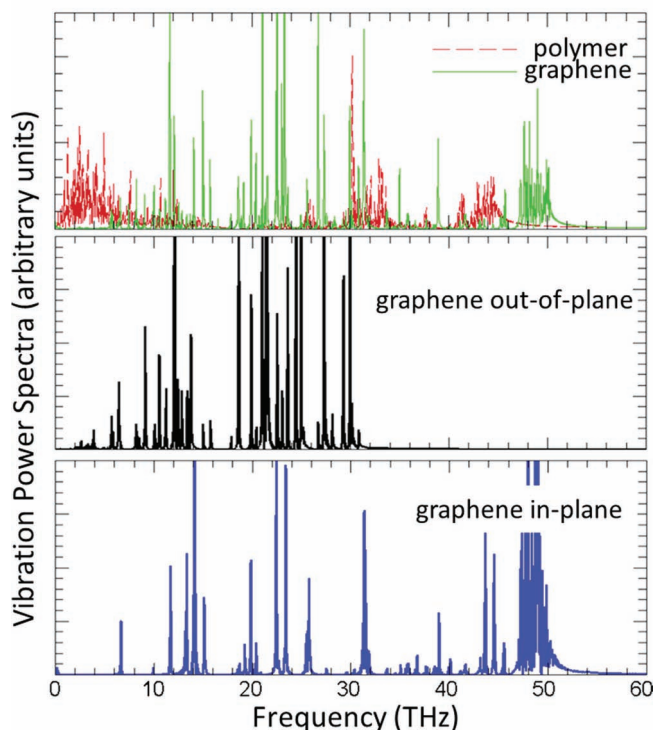 Vibration Power Spectra (arbitrary units)
polymer
graphene
graphene out-of-plane
graphene in-plane
0 10 20 30 40 50 60
Frequency (THz)